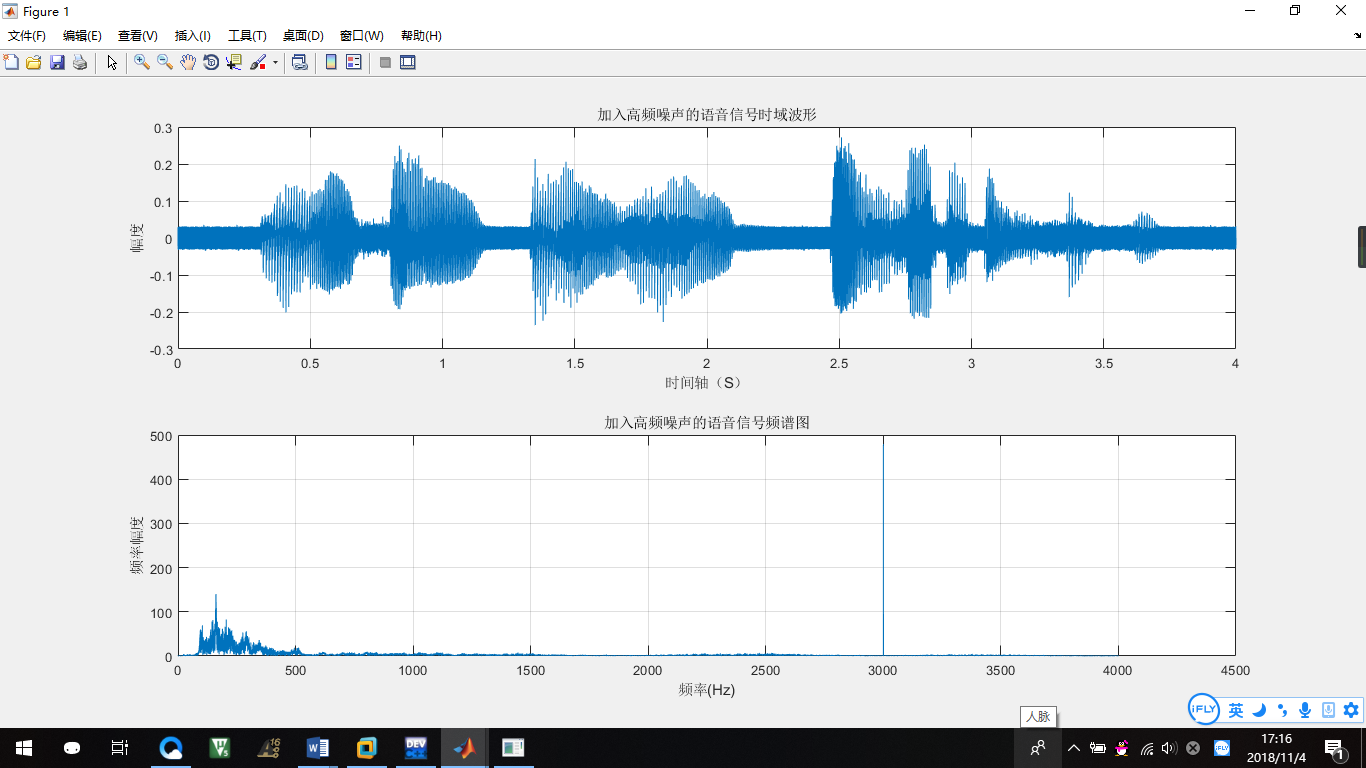 Figure 1
文件(F) 编辑(E) 查看(V) 插入(I) 工具(T) 桌面(D) 窗口(W) 帮助(H)
加入高频噪声的语音信号时域波形
0.3
0.2
0.1
0
-0.1
-0.2
-0.3
幅度
0 0.5 1 1.5 2 2.5 3 3.5 4
时间轴（S）
加入高频噪声的语音信号频谱图
500
400
300
200
100
0
频率幅度
0 500 1000 1500 2000 2500 3000 3500 4000 4500
频率(Hz)
iFLY 英
人脉
16
DEV
iFLY
17:16
2018/11/4
1